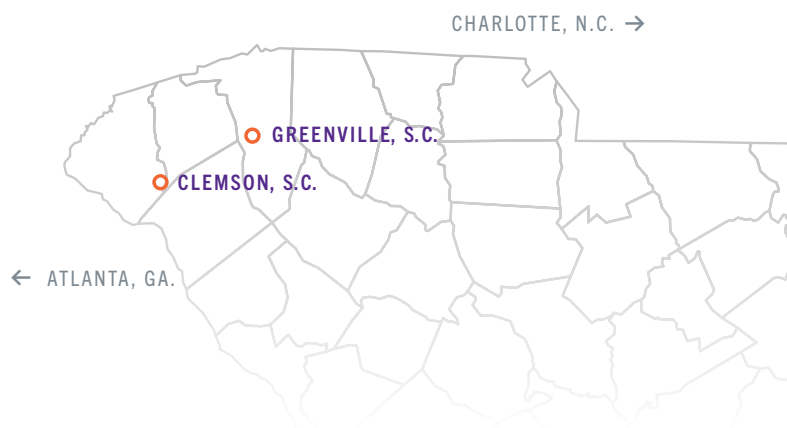 CHARLOTTE, N.C. →
GREENVILLE, S.C.
CLEMSON, S.C.
← ATLANTA, GA.